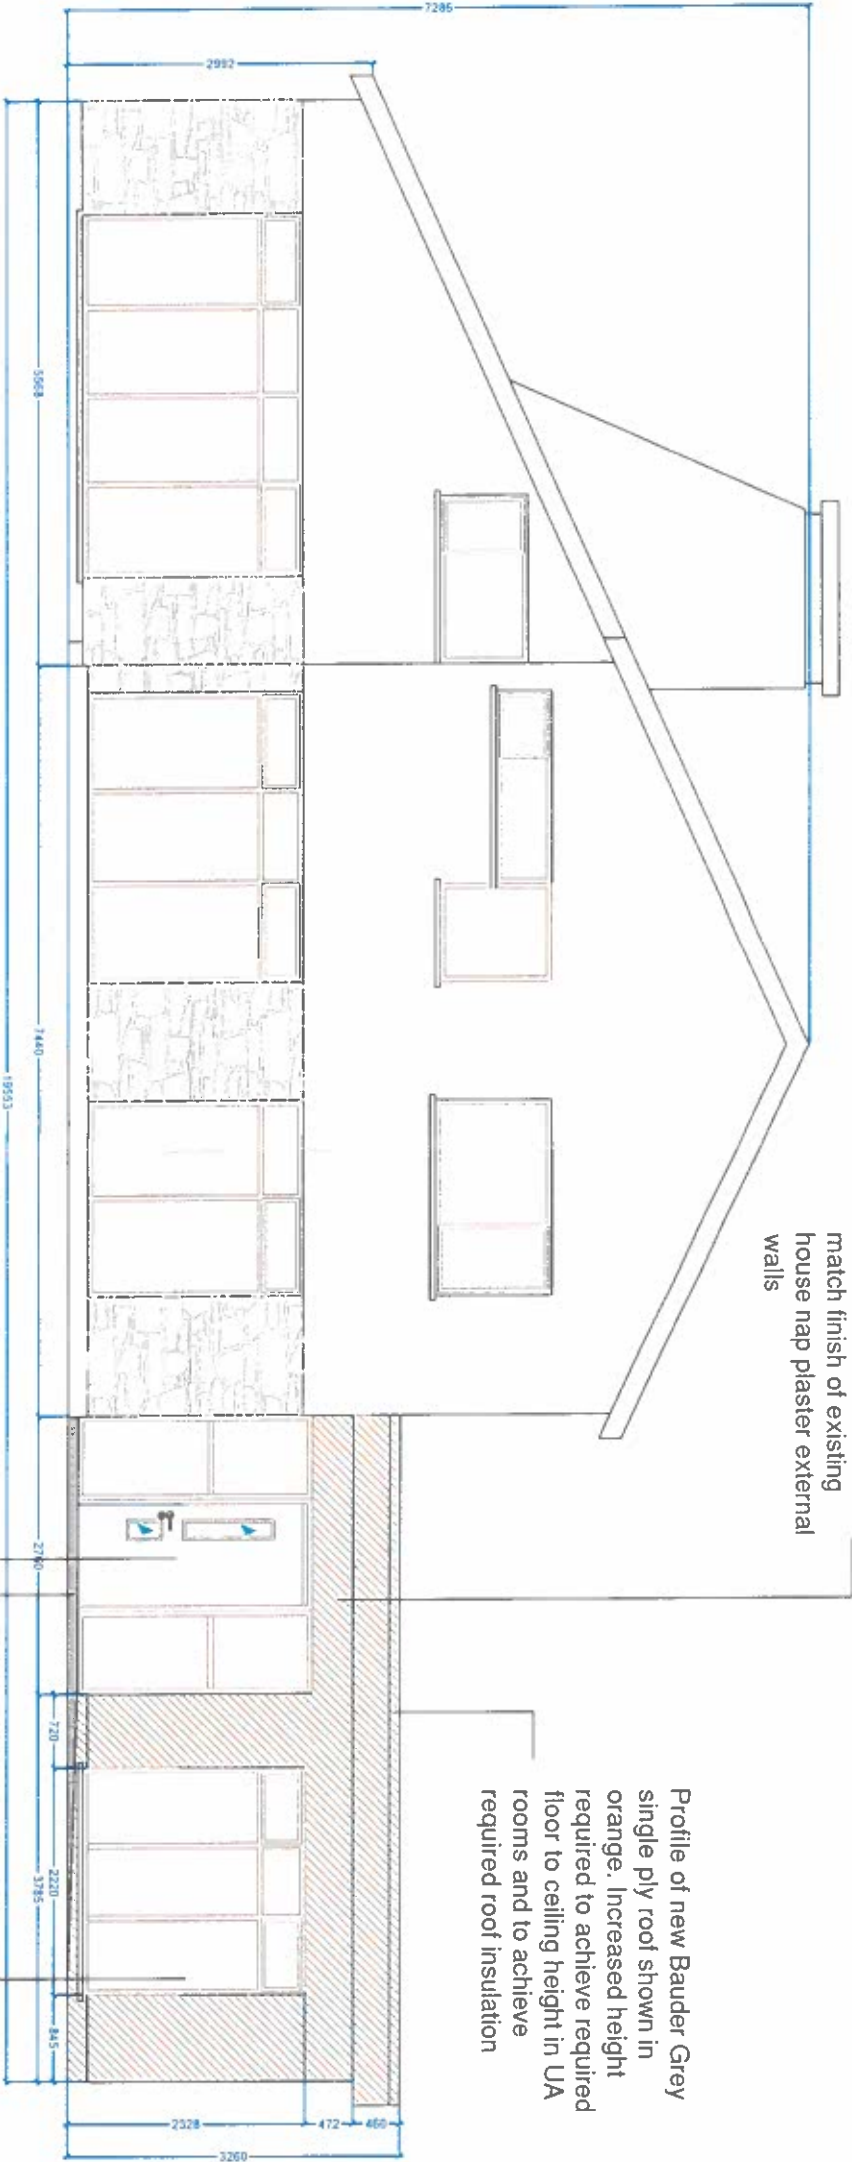 match finish of existing
house nap plaster external
walls
Profile of new Bauder Grey
single ply roof shown in
orange. Increased height
required to achieve required
floor to ceiling height in UA
rooms and to achieve
required roof insulation
7285
2992
5568
7440
2760
3785
19553
720
2220
845
2328
472
460
3260